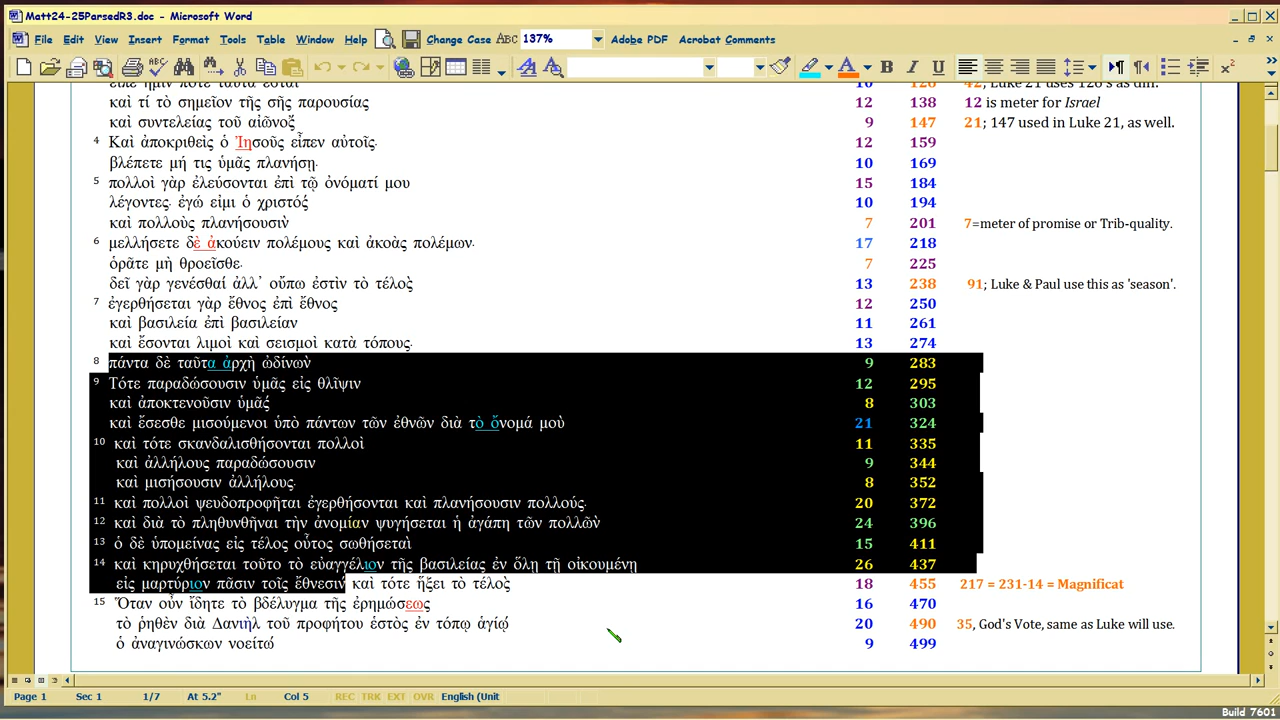 Matt24-25ParsedR3.doc - Microsoft Word
File Edit View Insert Format Tools Table Window Help Change Case ABC 137% Adobe PDF Acrobat Comments
καὶ τί τὸ σημεῖον τῆς σῆς παρουσίας 12 138 12 is meter for Israel
καὶ συντελείας τοῦ αἰῶνοξ 9 147 21; 147 used in Luke 21, as well.
4 Καὶ ἀποκριθεὶς ὁ Ἰησοῦς εἶπεν αὐτοῖς· 12 159
βλέπετε μή τις ὑμᾶς πλανήσῃ· 10 169
5 πολλοὶ γὰρ ἐλεύσονται ἐπὶ τῷ ὀνόματί μου 15 184
λέγοντες· ἐγώ εἰμι ὁ χριστόξ 10 194
καὶ πολλοὺς πλανήσουσιν̀ 7 201 7=meter of promise or Trib-quality.
6 μελλήσετε δὲ ἀκούειν πολέμους καὶ ἀκοὰς πολέμων· 17 218
ὁρᾶτε μὴ θροεῖσθε· 7 225
δεῖ γὰρ γενέσθαί ἀλλ᾽ οὔπω ἐστὶν τὸ τέλος̀ 13 238 91; Luke & Paul use this as 'season'.
7 ἐγερθήσεται γὰρ ἔθνος ἐπὶ ἔθνος 12 250
καὶ βασιλεία ἐπὶ βασιλείαν 11 261
καὶ ἔσονται λιμοὶ καὶ σεισμοὶ κατὰ τόπους· 13 274
8 πάντα δὲ ταῦτα ἀρχὴ ὠδίνων̀ 9 283
9 Τότε παραδώσουσιν ὑμᾶς εἰς θλῖψιν 12 295
καὶ ἀποκτενοῦσιν ὑμᾶς́ 8 303
καὶ ἔσεσθε μισούμενοι ὑπὸ πάντων τῶν ἐθνῶν διὰ τὸ ὄνομά μοὺ 21 324
10 καὶ τότε σκανδαλισθήσονται πολλοὶ 11 335
καὶ ἀλλήλους παραδώσουσιν 9 344
καὶ μισήσουσιν ἀλλήλους· 8 352
11 καὶ πολλοὶ ψευδοπροφῆται ἐγερθήσονται καὶ πλανήσουσιν πολλούς· 20 372
12 καὶ διὰ τὸ πληθυνθῆναι τὴν ἀνομίαν ψυγήσεται ἡ ἀγάπη τῶν πολλῶν̀ 24 396
13 ὁ δὲ ὑπομείνας εἰς τέλος οὗτος σωθήσεταὶ 15 411
14 καὶ κηρυχθήσεται τοῦτο τὸ εὐαγγέλιον τῆς βασιλείας ἐν ὅλῃ τῇ οἰκουμένῃ 26 437
εἰς μαρτύριον πᾶσιν τοῖς ἔθνεσιν́ καὶ τότε ἥξει τὸ τέλος̀ 18 455 217 = 231-14 = Magnificat
15 Ὅταν οὖν ἴδητε τὸ βδέλυγμα τῆς ἐρημώσεως 16 470
τὸ ῥηθὲν διὰ Δανιὴλ τοῦ προφήτου ἑστὸς ἐν τόπῳ ἁγίῴ 20 490 35, God's Vote, same as Luke will use.
ὁ ἀναγινώσκων νοείτώ 9 499
Page 1 Sec 1 1/7 At 5.2" Ln Col 5 REC TRK EXT OVR English (Unit
Build 7601